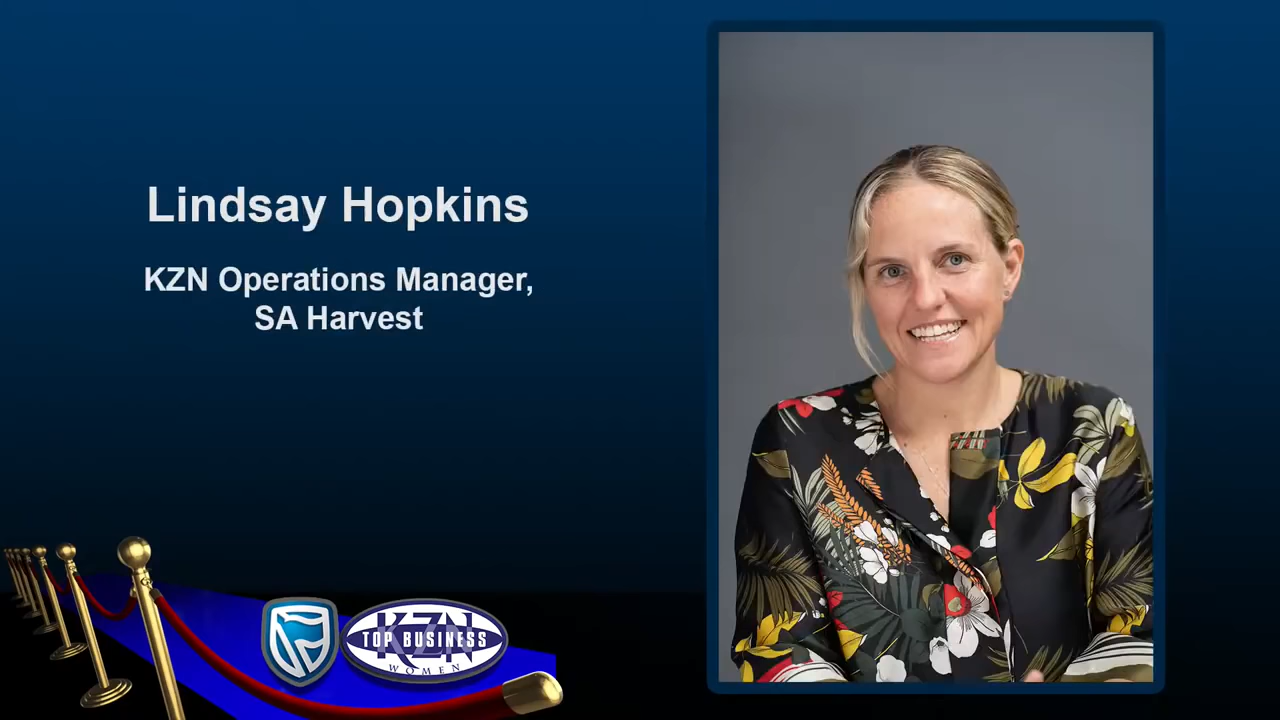 Lindsay Hopkins
KZN Operations Manager,
SA Harvest
KZN
TOP BUSINESS
WOMEN